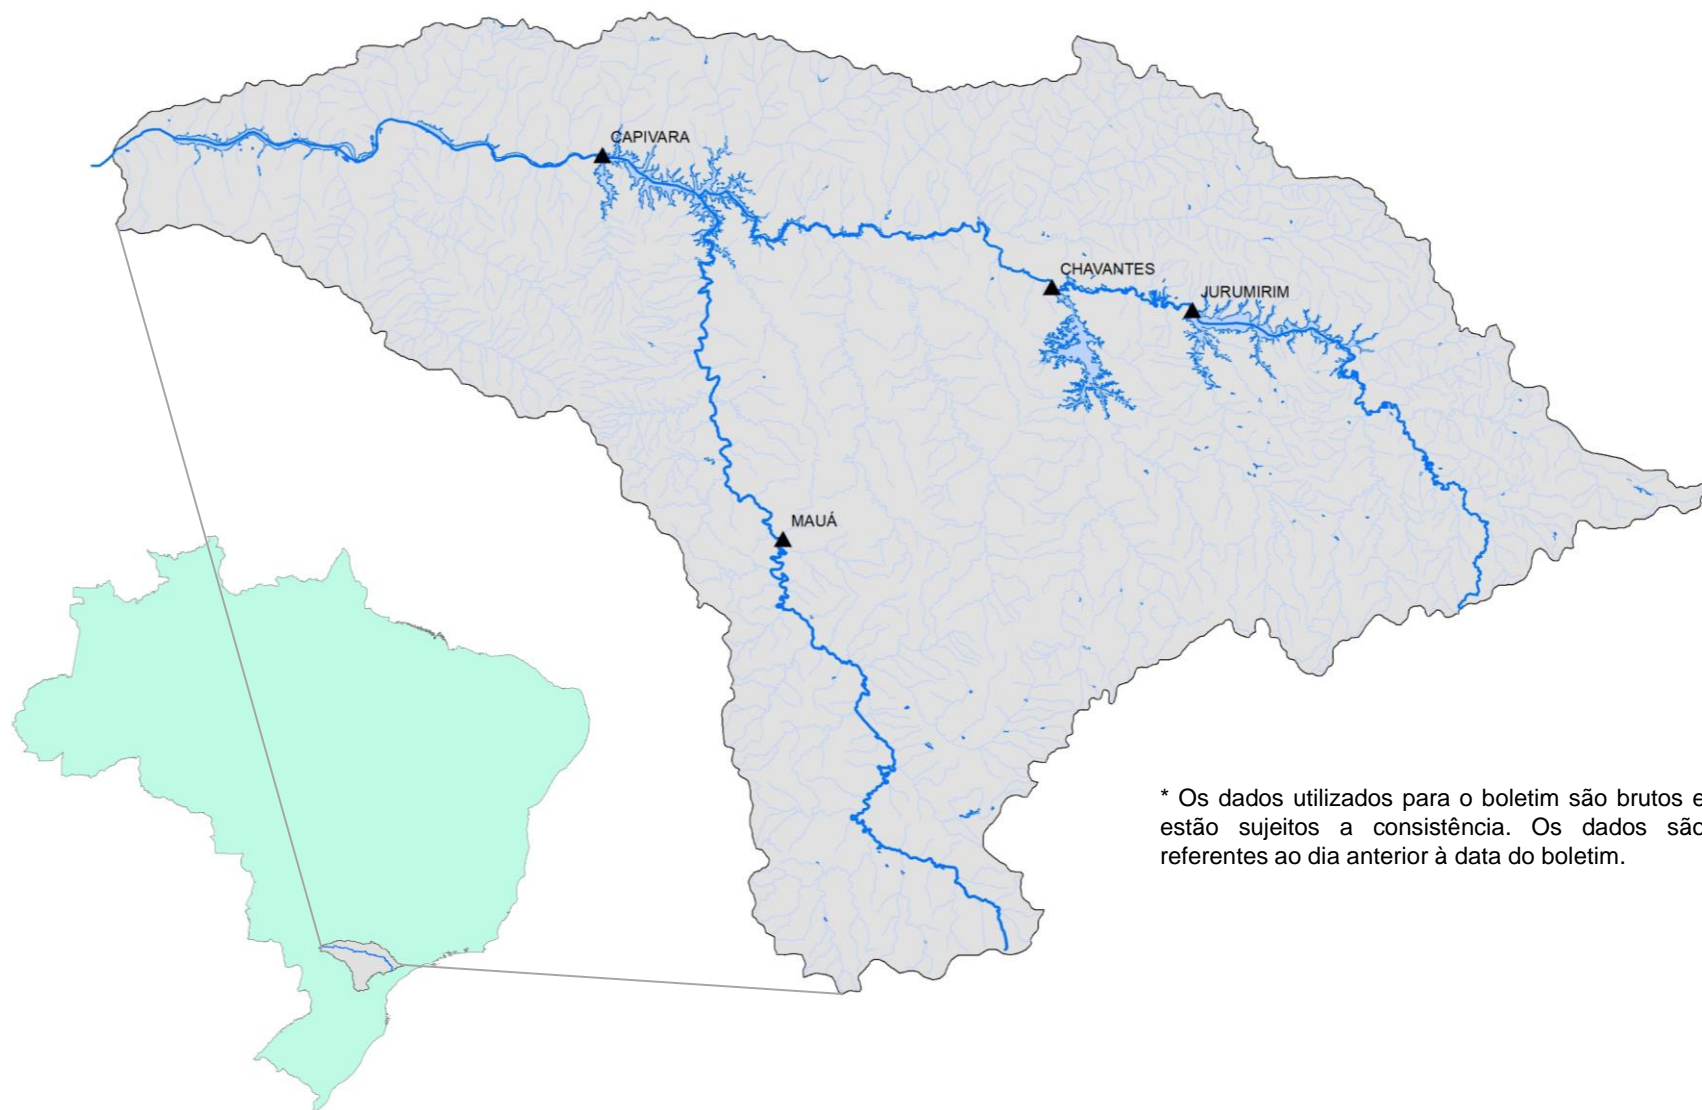 CAPIVARA
CHAVANTES
JURUMIRIM
MAUÁ
* Os dados utilizados para o boletim são brutos e
estão sujeitos a consistência. Os dados são
referentes ao dia anterior à data do boletim.